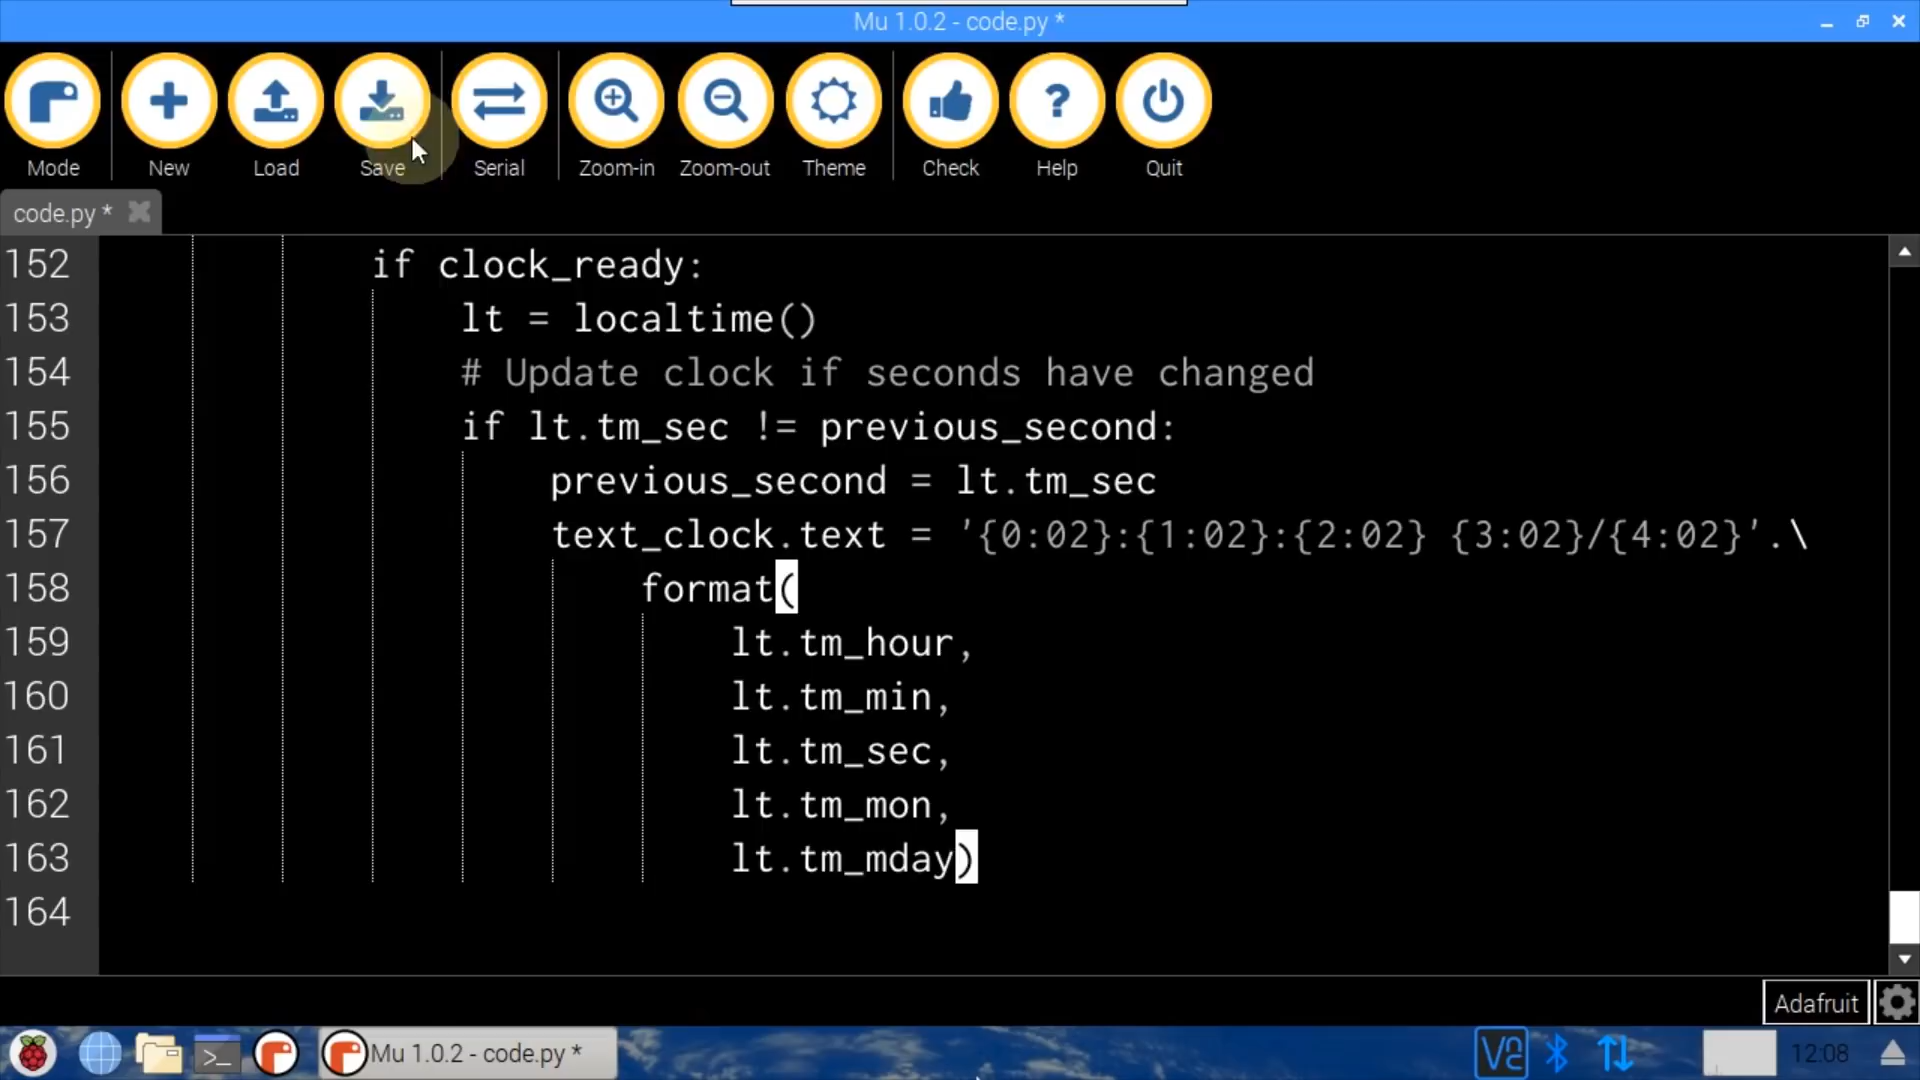 Mu 1.0.2 - code.py *
Mode New Load Save Serial Zoom-in Zoom-out Theme Check Help Quit
code.py *
152 if clock_ready:
153 lt = localtime()
154 # Update clock if seconds have changed
155 if lt.tm_sec != previous_second:
156 previous_second = lt.tm_sec
157 text_clock.text = '{0:02}:{1:02}:{2:02} {3:02}/{4:02}'.\
158 format(
159 lt.tm_hour,
160 lt.tm_min,
161 lt.tm_sec,
162 lt.tm_mon,
163 lt.tm_mday)
164
Adafruit
Mu 1.0.2 - code.py *
12:08